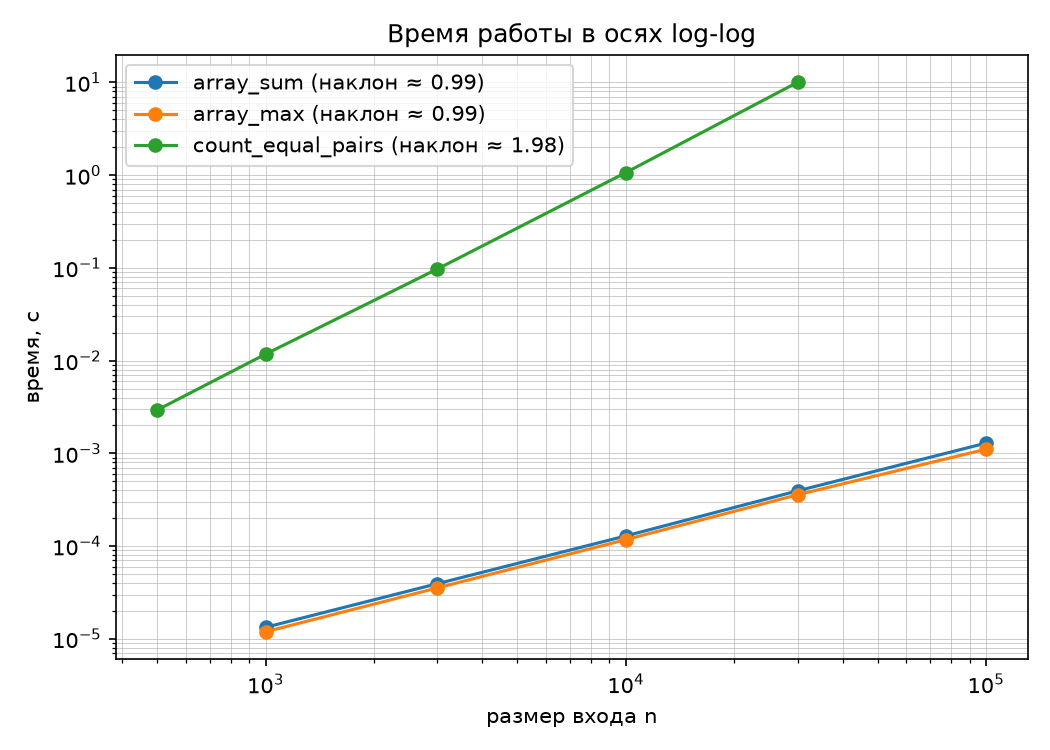 Время работы в осях log-log
array_sum (наклон ≈ 0.99)
array_max (наклон ≈ 0.99)
count_equal_pairs (наклон ≈ 1.98)
10¹
10⁰
10⁻¹
10⁻²
10⁻³
10⁻⁴
10⁻⁵
время, с
10³ 10⁴ 10⁵
размер входа n